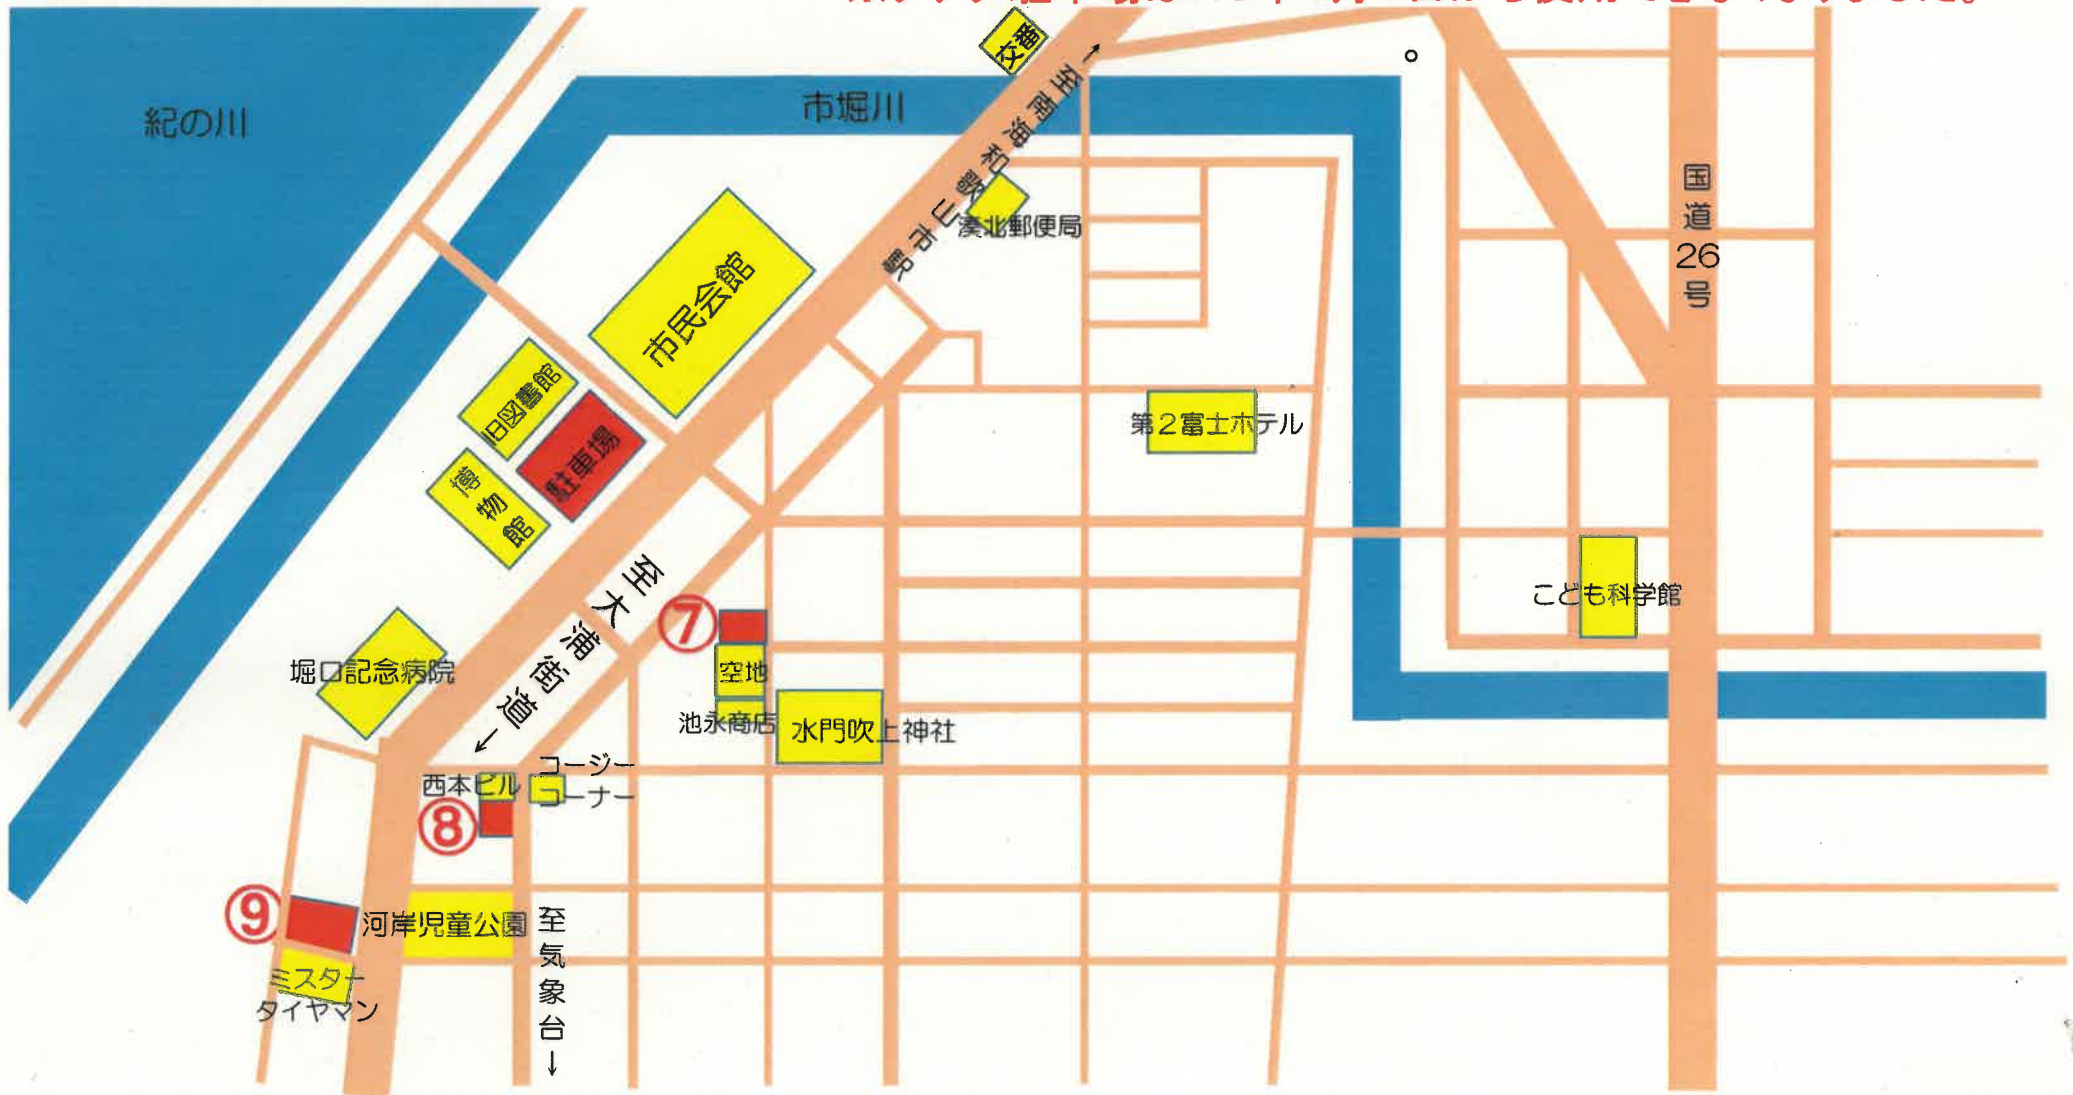 交番
紀の川
市堀川
至南海和歌山市駅
→
国道26号
湊北郵便局
市民会館
旧図書館
駐車場
第2富士ホテル
博物館
至大浦街道
←
こども科学館
⑦
空地
堀口記念病院
池永商店
水門吹上神社
西本ビル
コージー
コーナー
⑧
⑨
河岸児童公園
至気象台
↓
ミスター
タイヤマン